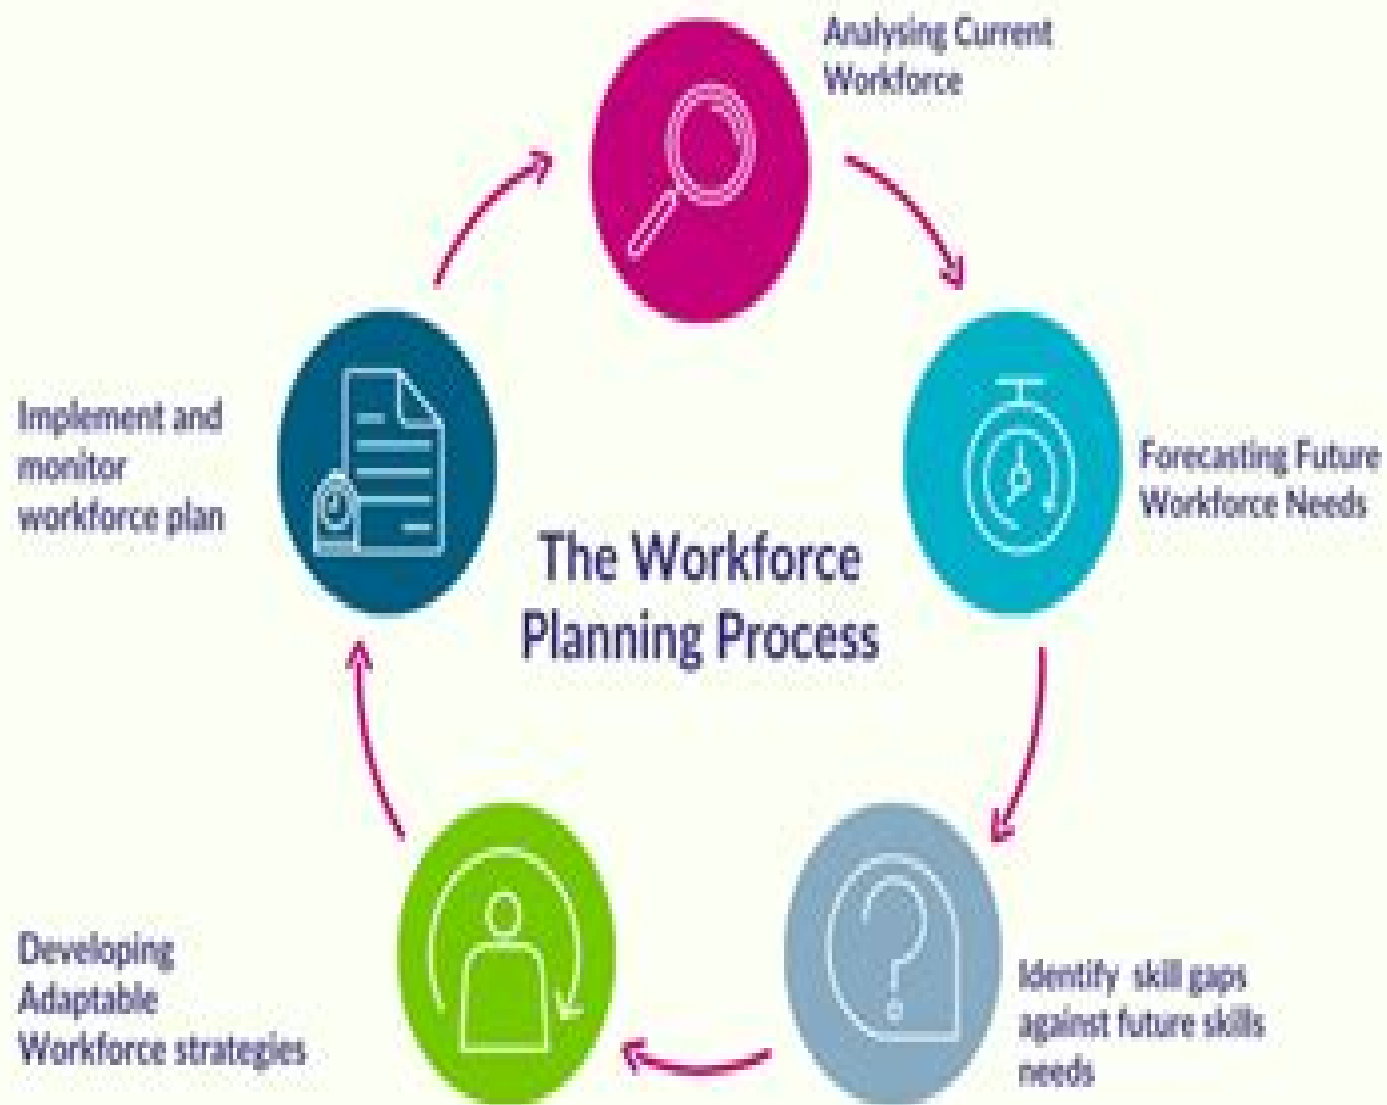 Analysing Current
Workforce
Forecasting Future
Workforce Needs
Identify skill gaps
against future skills
needs
Developing
Adaptable
Workforce strategies
Implement and
monitor
workforce plan
The Workforce
Planning Process